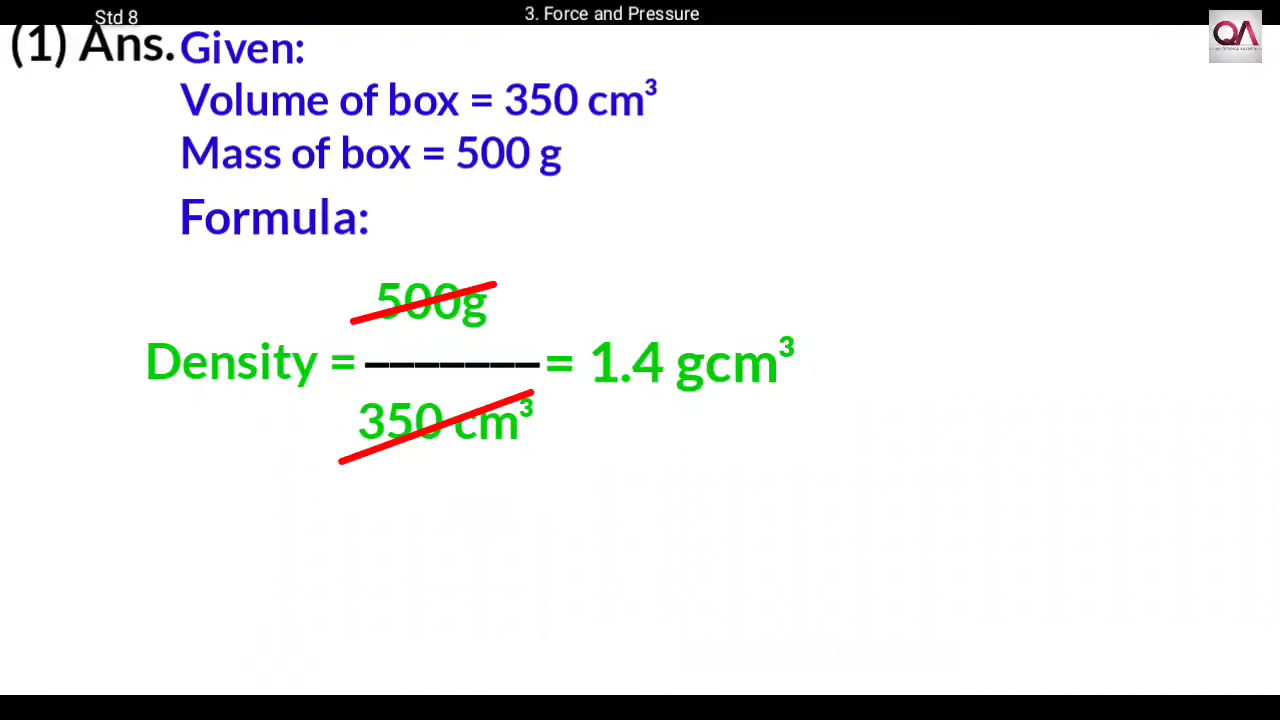 Std 8
3. Force and Pressure
(1) Ans. Given:
Volume of box = 350 cm³
Mass of box = 500 g
Formula:
500g
Density = ------- = 1.4 gcm³
350 cm³
QA